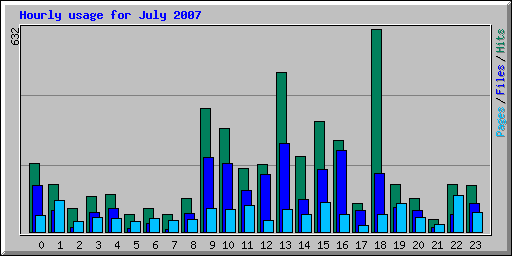 Hourly usage for July 2007
632
Pages / Files / Hits
0 1 2 3 4 5 6 7 8 9 10 11 12 13 14 15 16 17 18 19 20 21 22 23